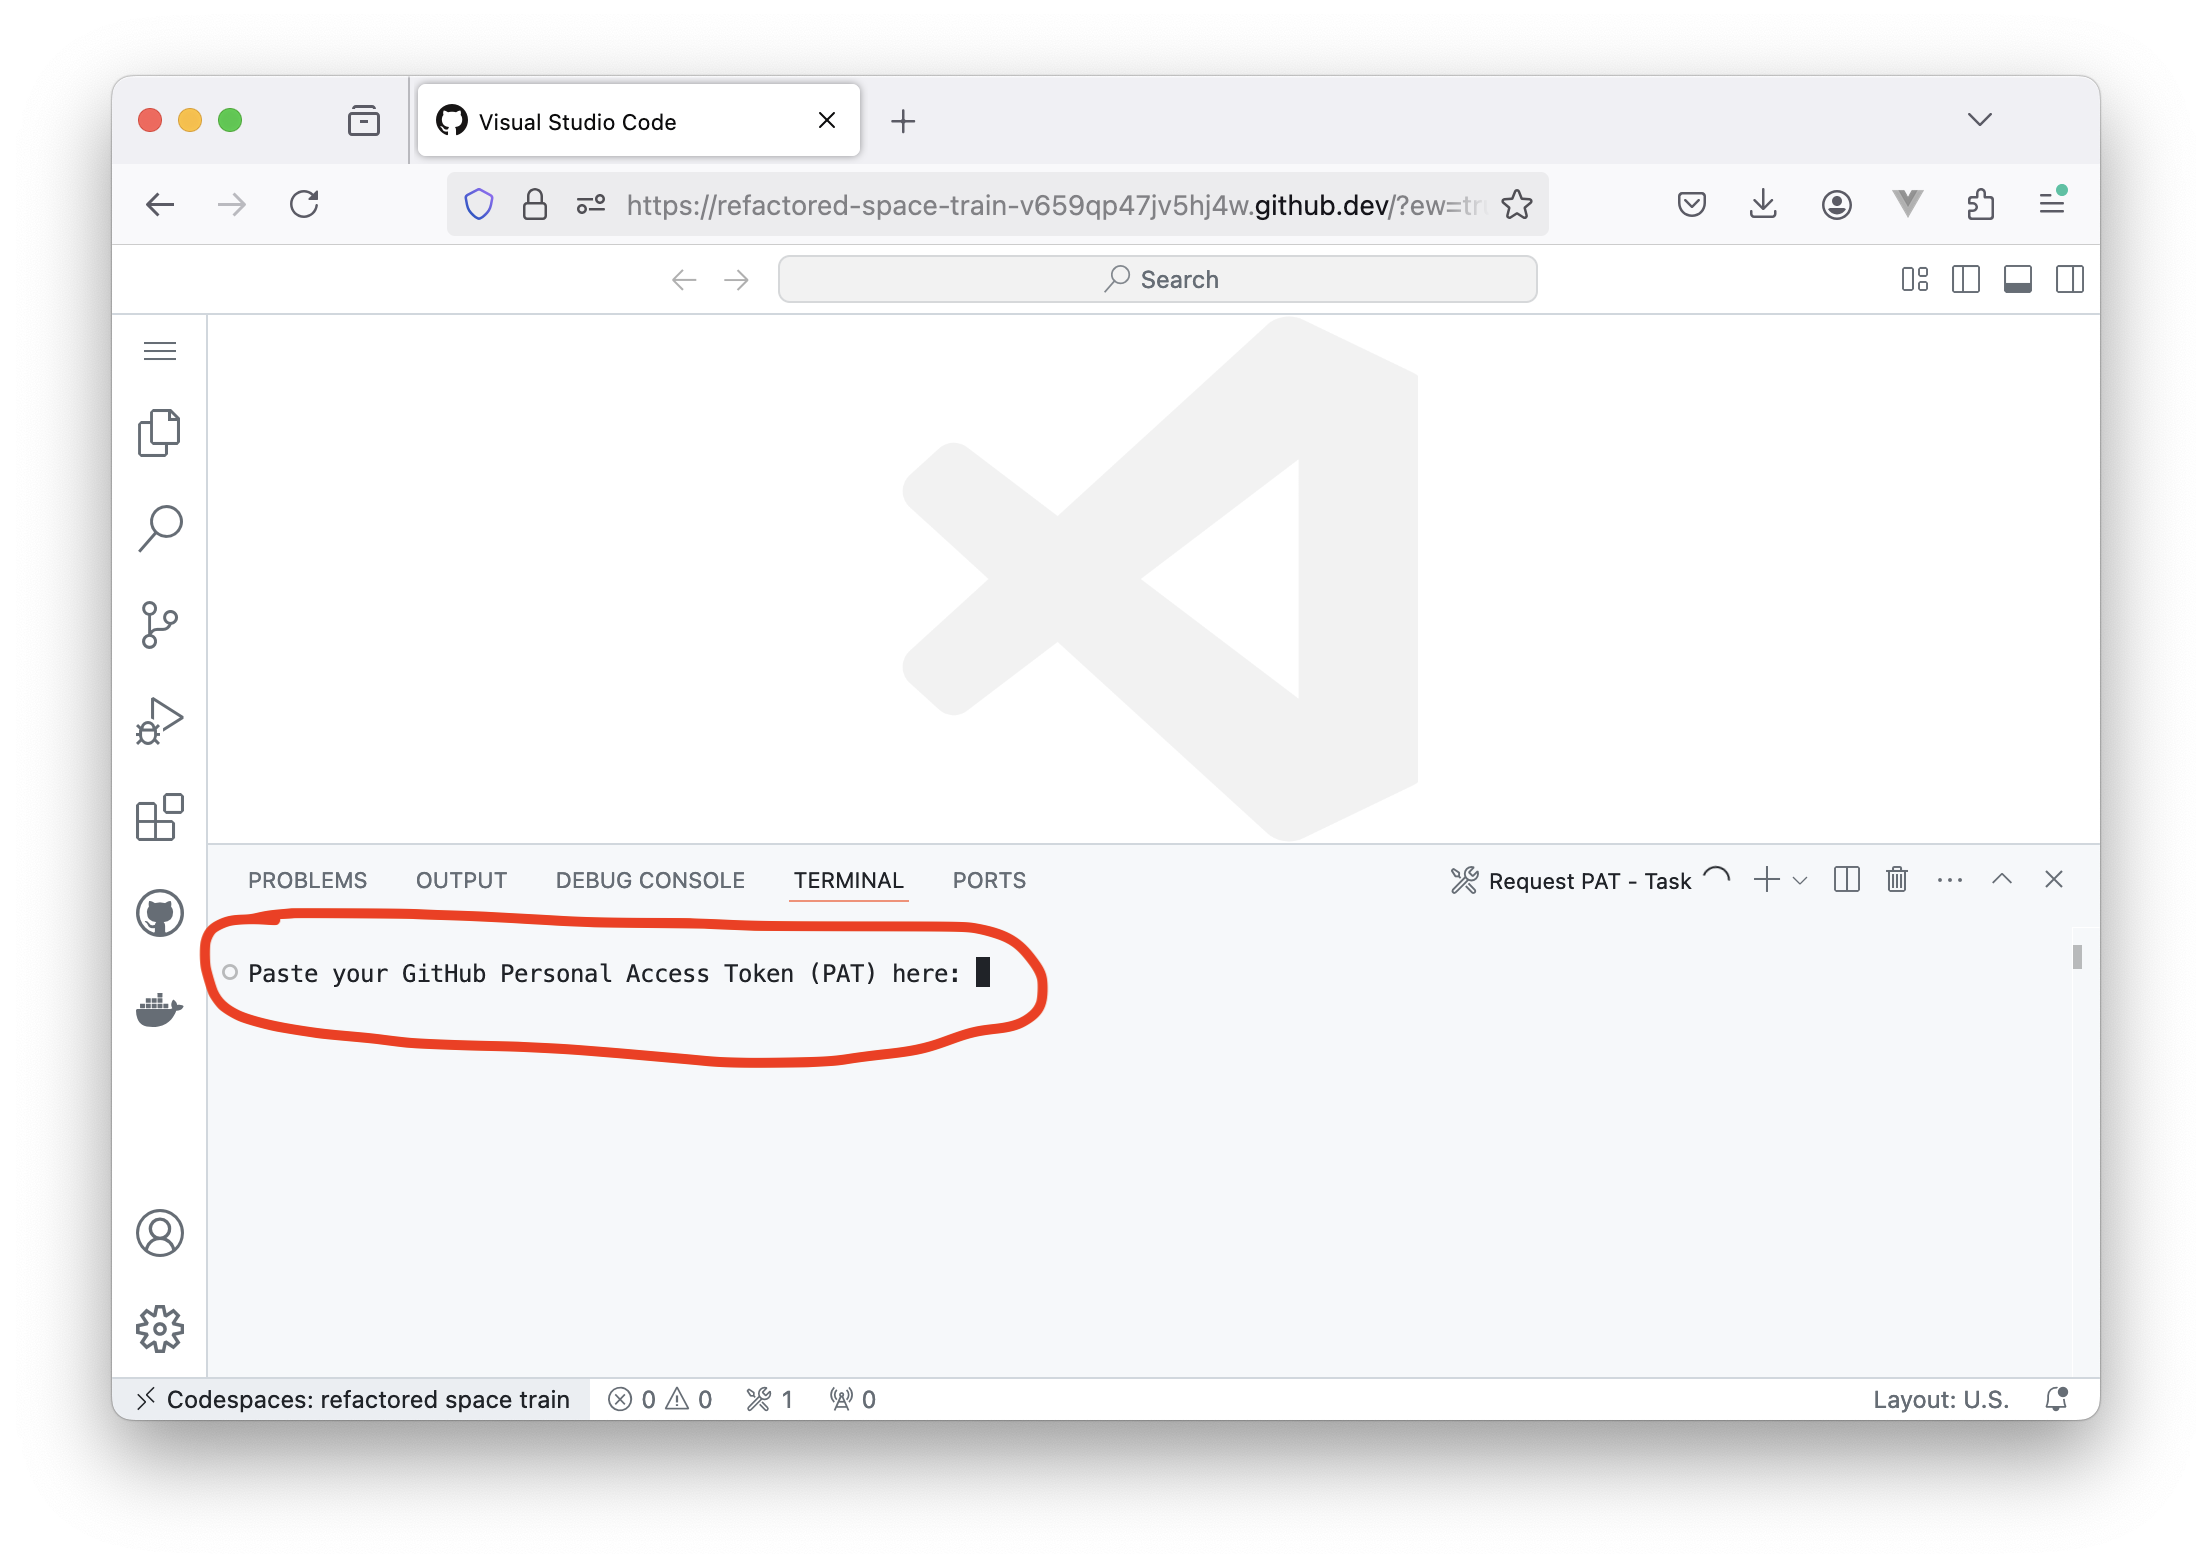 Visual Studio Code
https://refactored-space-train-v659qp47jv5hj4w.github.dev/?ew=tr
Search
PROBLEMS OUTPUT DEBUG CONSOLE TERMINAL PORTS Request PAT - Task
Paste your GitHub Personal Access Token (PAT) here:
Codespaces: refactored space train 0 0 1 0 Layout: U.S.